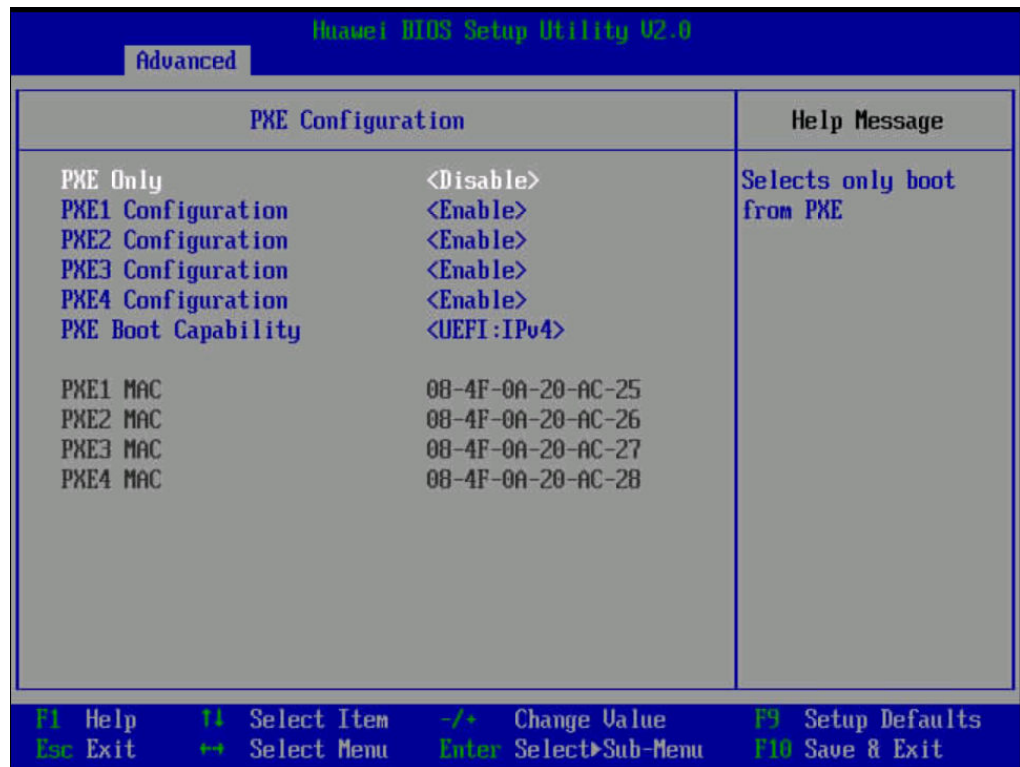 Huawei BIOS Setup Utility V2.0
Advanced
PXE Configuration
Help Message
PXE Only <Disable>
PXE1 Configuration <Enable>
PXE2 Configuration <Enable>
PXE3 Configuration <Enable>
PXE4 Configuration <Enable>
PXE Boot Capability <UEFI:IPv4>
PXE1 MAC 08-4F-0A-20-AC-25
PXE2 MAC 08-4F-0A-20-AC-26
PXE3 MAC 08-4F-0A-20-AC-27
PXE4 MAC 08-4F-0A-20-AC-28
Selects only boot
from PXE
F1 Help ↑↓ Select Item -/+ Change Value F9 Setup Defaults
Esc Exit ←→ Select Menu Enter Select▶Sub-Menu F10 Save & Exit